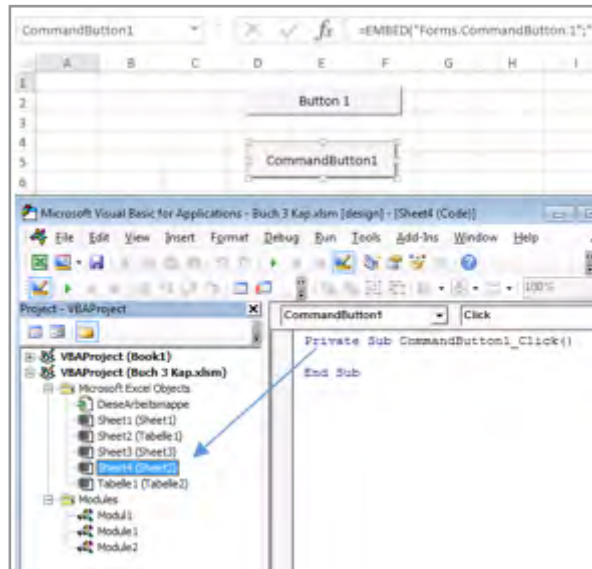 CommandButton1 fx =EMBED("Forms.CommandButton.1";"
A B C D E F G H I
1
2 Button 1
3
4
5 CommandButton1
6
Microsoft Visual Basic for Applications - Buch 3 Kap.xlsm [design] - [Sheet4 (Code)]
File Edit View Insert Format Debug Run Tools Add-Ins Window Help
100%
Project - VBAProject
CommandButton1 Click
Private Sub CommandButton1_Click()
End Sub
VBAProject (Book1)
VBAProject (Buch 3 Kap.xlsm)
Microsoft Excel Objects
DieseArbeitsmappe
Sheet1 (Sheet1)
Sheet2 (Tabelle1)
Sheet3 (Sheet3)
Sheet4 (Sheet2)
Tabelle1 (Tabelle2)
Modules
Modul1
Module1
Module2